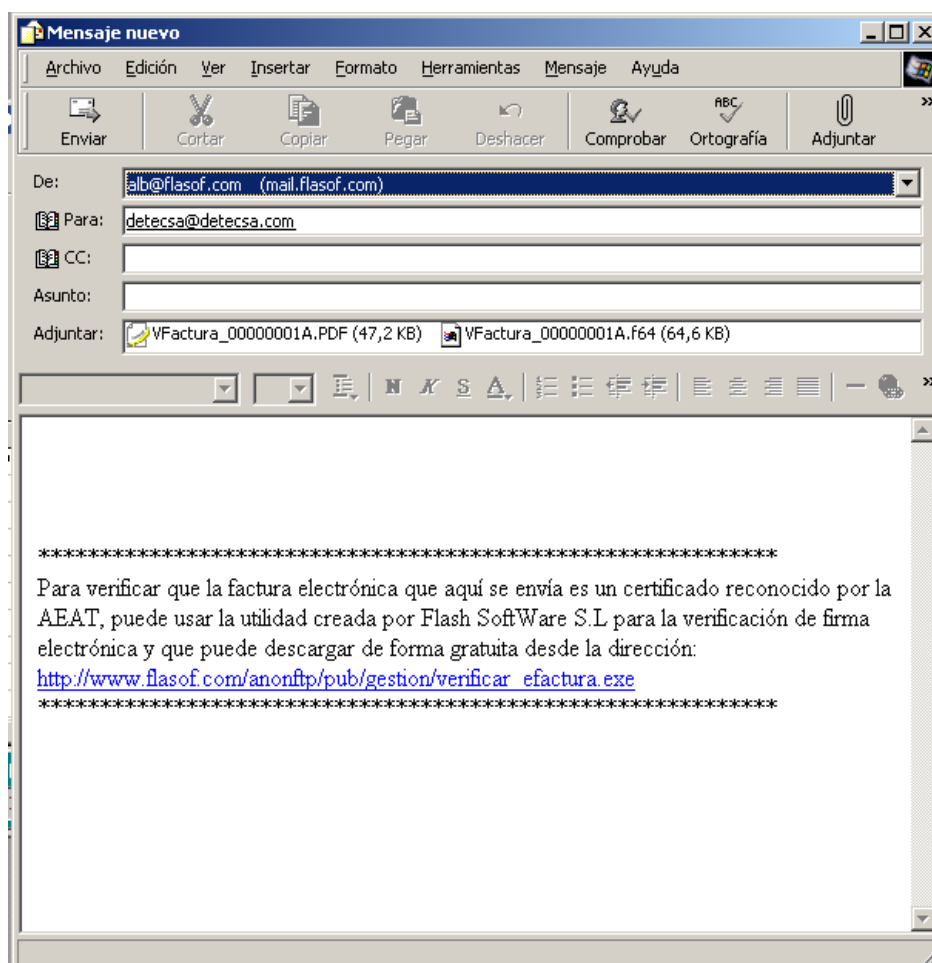 Mensaje nuevo
Archivo Edición Ver Insertar Formato Herramientas Mensaje Ayuda
Enviar Cortar Copiar Pegar Deshacer Comprobar Ortografía Adjuntar
De: alb@flasof.com (mail.flasof.com)
Para: detecsa@detecsa.com
CC:
Asunto:
Adjuntar: VFactura_00000001A.PDF (47,2 KB) VFactura_00000001A.f64 (64,6 KB)
N K S A
************************************************************
Para verificar que la factura electrónica que aquí se envía es un certificado reconocido por la
AEAT, puede usar la utilidad creada por Flash SoftWare S.L para la verificación de firma
electrónica y que puede descargar de forma gratuita desde la dirección:
http://www.flasof.com/anonftp/pub/gestion/verificar_efactura.exe
************************************************************